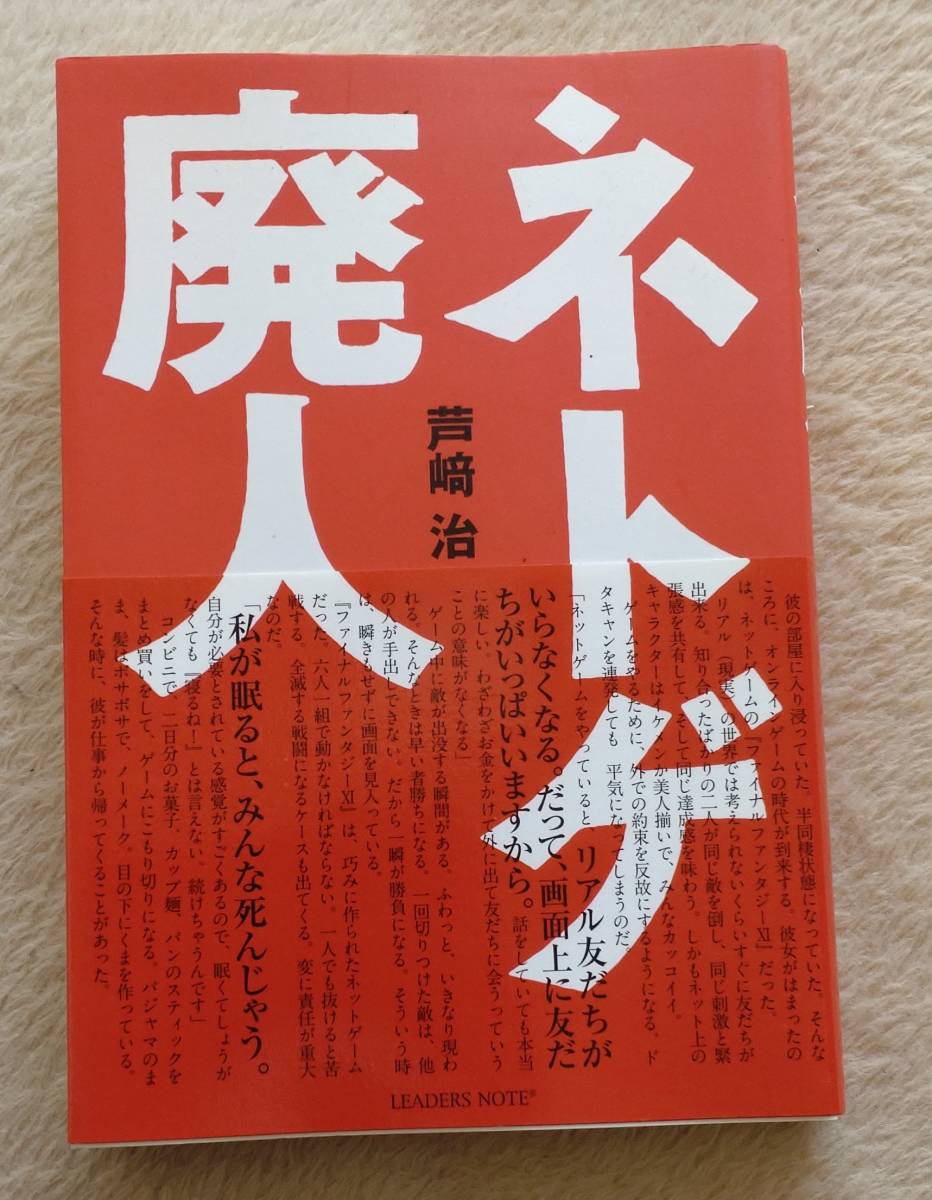 ネトゲ
廃人
芦﨑 治
彼の部屋に入り浸っていた。半同棲状態になっていた。そんな
ころに、オンラインゲームの時代が到来する。彼女がはまったの
は、ネットゲームの『ファイナルファンタジーⅪ』だった。
リアル(現実)の世界では考えられないくらいすぐに友だちが
出来る。知り合ったばかりの二人が同じ敵を倒し、同じ刺激と緊
張感を共有して、そして同じ達成感を味わう。しかもネット上の
キャラクターはイケメンか美人揃いで、みんなカッコイイ。
ゲームをやるために、外での約束を反故にするようになる。ド
タキャンを連発しても 平気になってしまうのだ。
「ネットゲームをやっていると、リアル友だちが
いらなくなる。だって、画面上に友だ
ちがいっぱいいますから。話をしていても本当
に楽しい。わざわざお金をかけて外に出て友だちに会うっていう
ことの意味がなくなる」
ゲーム中に敵が出没する瞬間がある。ふわっと、いきなり現わ
れる。そんなときは早い者勝ちになる。一回切りつけた敵は、他
の人が手出しできない。だから一瞬が勝負になる。そういう時
は、瞬きもせずに画面を見入っている。
『ファイナルファンタジーⅪ』は、巧みに作られたネットゲーム
だった。六人一組で動かなければならない。一人でも抜けると苦
戦する。全滅する戦闘になるケースも出てくる。変に責任が重大
なのだ。
「私が眠ると、みんな死んじゃう。
自分が必要とされている感覚がすごくあるので、眠くてしょうが
なくても『寝るね!』とは言えない。続けちゃうんです」
コンビニで、二日分のお菓子、カップ麺、パンのスティックを
まとめ買いをして、ゲームにこもり切りになる。パジャマのま
ま、髪はボサボサで、ノーメーク。目の下にくまを作っている。
そんな時に、彼が仕事から帰ってくることがあった。
LEADERS NOTE®